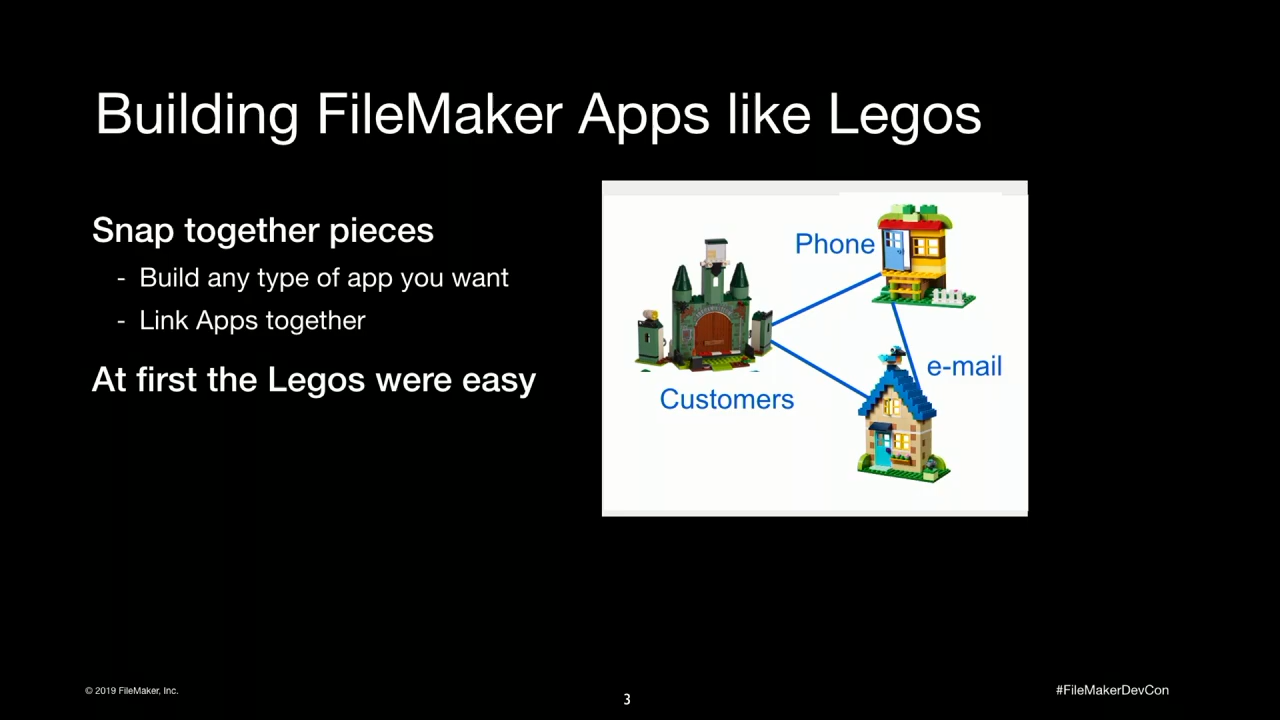 Building FileMaker Apps like Legos
Snap together pieces
- Build any type of app you want
- Link Apps together
At first the Legos were easy
Phone
e-mail
Customers
© 2019 FileMaker, Inc.
3
#FileMakerDevCon